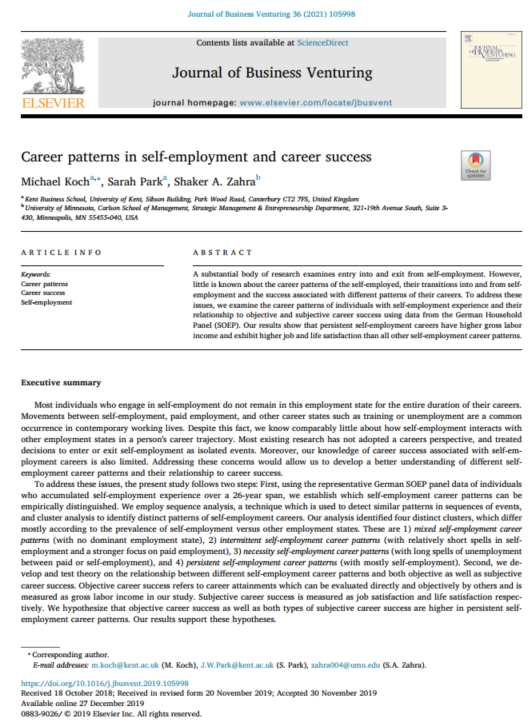 Journal of Business Venturing 36 (2021) 105998
Contents lists available at ScienceDirect
Journal of Business Venturing
journal homepage: www.elsevier.com/locate/jbusvent
ELSEVIER
Career patterns in self-employment and career success
Check for
updates
Michael Kochᵃ,*, Sarah Parkᵃ, Shaker A. Zahraᵇ
ᵃ Kent Business School, University of Kent, Sibson Building, Park Wood Road, Canterbury CT2 7FS, United Kingdom
ᵇ University of Minnesota, Carlson School of Management, Strategic Management & Entrepreneurship Department, 321-19th Avenue South, Suite 3-
430, Minneapolis, MN 55455-040, USA
ARTICLE INFO
Keywords:
Career patterns
Career success
Self-employment
ABSTRACT
A substantial body of research examines entry into and exit from self-employment. However,
little is known about the career patterns of the self-employed, their transitions into and from self-
employment and the success associated with different patterns of their careers. To address these
issues, we examine the career patterns of individuals with self-employment experience and their
relationship to objective and subjective career success using data from the German Household
Panel (SOEP). Our results show that persistent self-employment careers have higher gross labor
income and exhibit higher job and life satisfaction than all other self-employment career patterns.
Executive summary
Most individuals who engage in self-employment do not remain in this employment state for the entire duration of their careers.
Movements between self-employment, paid employment, and other career states such as training or unemployment are a common
occurrence in contemporary working lives. Despite this fact, we know comparably little about how self-employment interacts with
other employment states in a person's career trajectory. Most existing research has not adopted a careers perspective, and treated
decisions to enter or exit self-employment as isolated events. Moreover, our knowledge of career success associated with self-em-
ployment careers is also limited. Addressing these concerns would allow us to develop a better understanding of different self-
employment career patterns and their relationship to career success.
To address these issues, the present study follows two steps: First, using the representative German SOEP panel data of individuals
who accumulated self-employment experience over a 26-year span, we establish which self-employment career patterns can be
empirically distinguished. We employ sequence analysis, a technique which is used to detect similar patterns in sequences of events,
and cluster analysis to identify distinct patterns of self-employment careers. Our analysis identified four distinct clusters, which differ
mostly according to the prevalence of self-employment versus other employment states. These are 1) mixed self-employment career
patterns (with no dominant employment state), 2) intermittent self-employment career patterns (with relatively short spells in self-
employment and a stronger focus on paid employment), 3) necessity self-employment career patterns (with long spells of unemployment
between paid or self-employment), and 4) persistent self-employment career patterns (with mostly self-employment). Second, we de-
velop and test theory on the relationship between different self-employment career patterns and both objective as well as subjective
career success. Objective career success refers to career attainments which can be evaluated directly and objectively by others and is
measured as gross labor income in our study. Subjective career success is measured as job satisfaction and life satisfaction respec-
tively. We hypothesize that objective career success as well as both types of subjective career success are higher in persistent self-
employment career patterns. Our results support these hypotheses.
* Corresponding author.
E-mail addresses: m.koch@kent.ac.uk (M. Koch), J.W.Park@kent.ac.uk (S. Park), zahra004@umn.edu (S.A. Zahra).
https://doi.org/10.1016/j.jbusvent.2019.105998
Received 18 October 2018; Received in revised form 20 November 2019; Accepted 30 November 2019
Available online 27 December 2019
0883-9026/ © 2019 Elsevier Inc. All rights reserved.